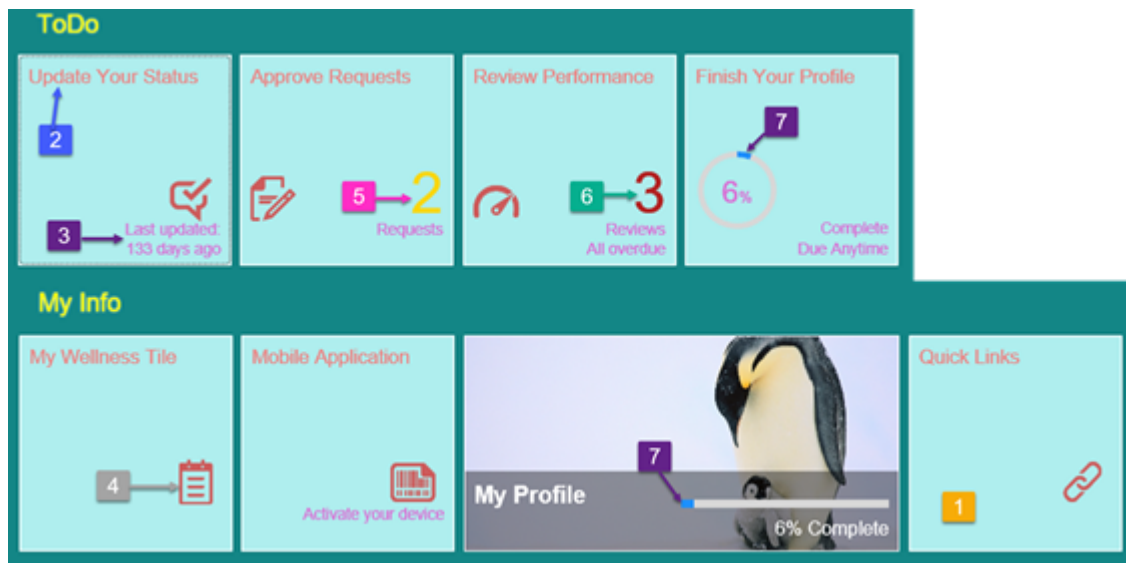 ToDo
Update Your Status
2
3
Last updated:
133 days ago
Approve Requests
5
2
Requests
Review Performance
6
3
Reviews
All overdue
Finish Your Profile
7
6%
Complete
Due Anytime
My Info
My Wellness Tile
4
Mobile Application
Activate your device
7
My Profile
6% Complete
Quick Links
1